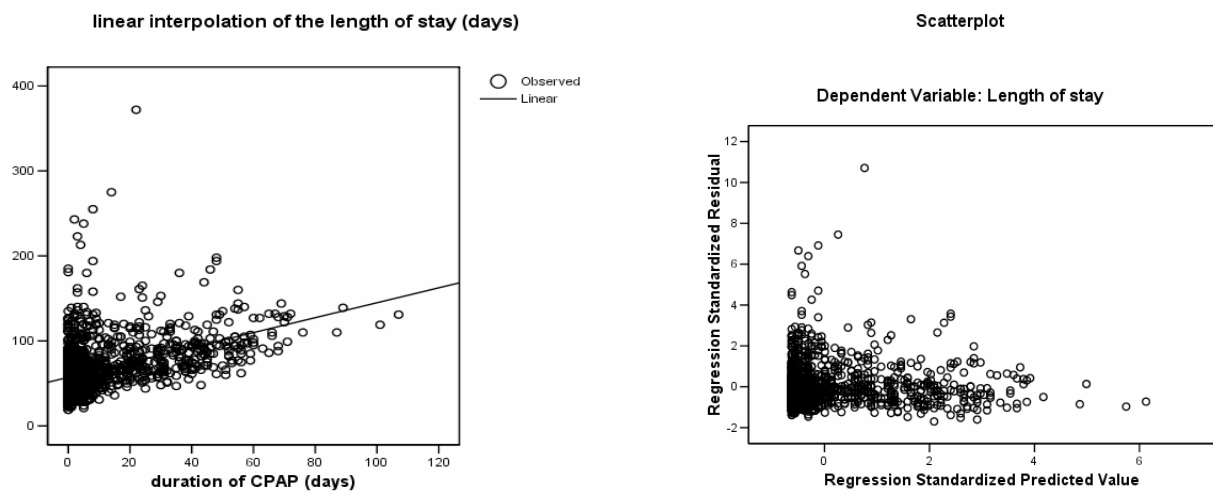 linear interpolation of the length of stay (days)
400
300
200
100
0
0 20 40 60 80 100 120
duration of CPAP (days)
Observed
Linear
Scatterplot
Dependent Variable: Length of stay
Regression Standardized Residual
12
10
8
6
4
2
0
-2
0 2 4 6
Regression Standardized Predicted Value